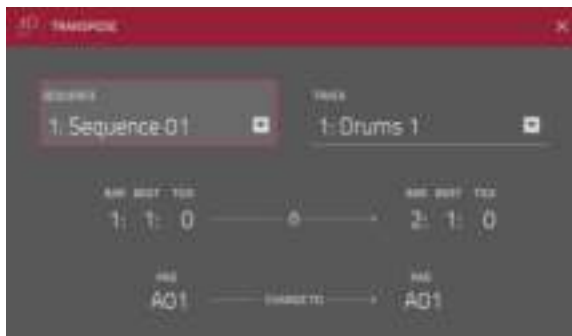 TRANSPOSE
SEQUENCE TRACK
1: Sequence 01 1: Drums 1
BAR BEAT TICK BAR BEAT TICK
1: 1: 0 2: 1: 0
PAD PAD
A01 CHANGE TO A01